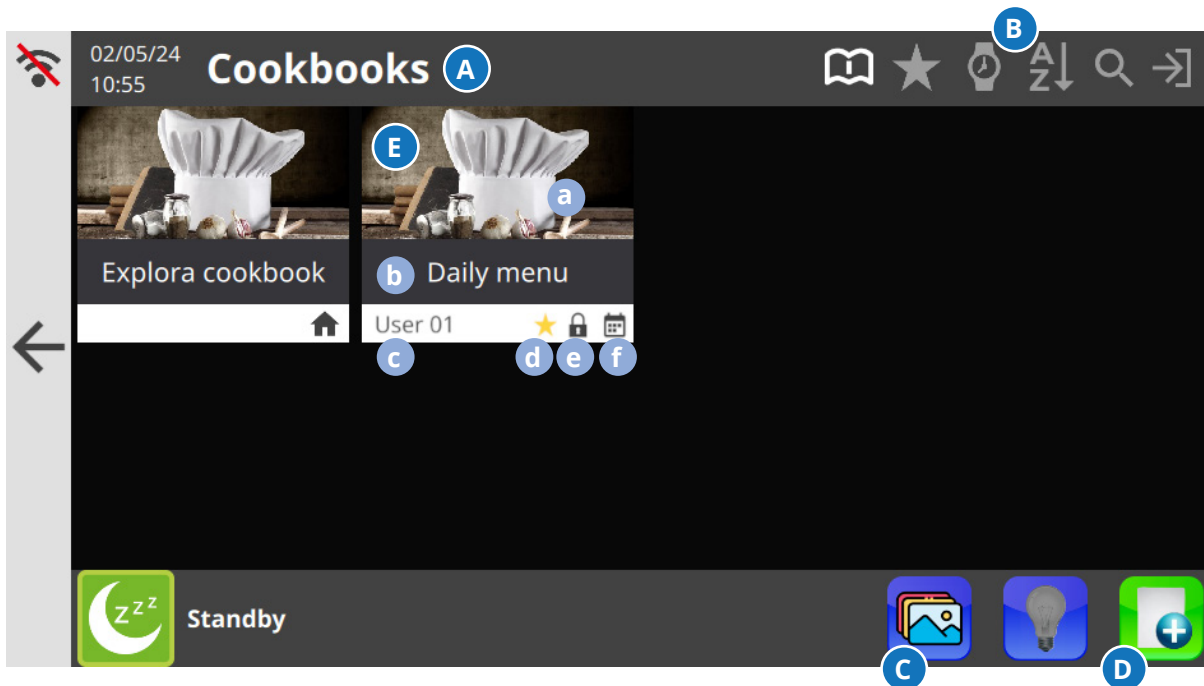 B
02/05/24
10:55
Cookbooks A
A
Z
E
a
Explora cookbook
b Daily menu
User 01
c d e f
z z z
Standby
C D